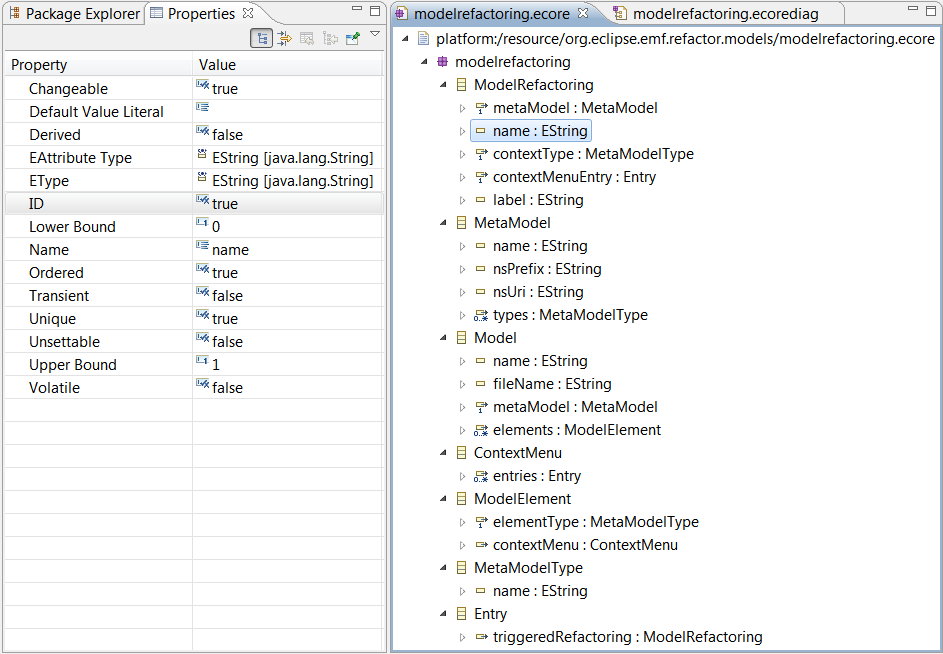 Package Explorer Properties
Property Value
Changeable true
Default Value Literal
Derived false
EAttribute Type EString [java.lang.String]
EType EString [java.lang.String]
ID true
Lower Bound 0
Name name
Ordered true
Transient false
Unique true
Unsettable false
Upper Bound 1
Volatile false
modelrefactoring.ecore modelrefactoring.ecorediag
platform:/resource/org.eclipse.emf.refactor.models/modelrefactoring.ecore
modelrefactoring
ModelRefactoring
metaModel : MetaModel
name : EString
contextType : MetaModelType
contextMenuEntry : Entry
label : EString
MetaModel
name : EString
nsPrefix : EString
nsUri : EString
0..* types : MetaModelType
Model
name : EString
fileName : EString
metaModel : MetaModel
0..* elements : ModelElement
ContextMenu
0..* entries : Entry
ModelElement
elementType : MetaModelType
contextMenu : ContextMenu
MetaModelType
name : EString
Entry
triggeredRefactoring : ModelRefactoring